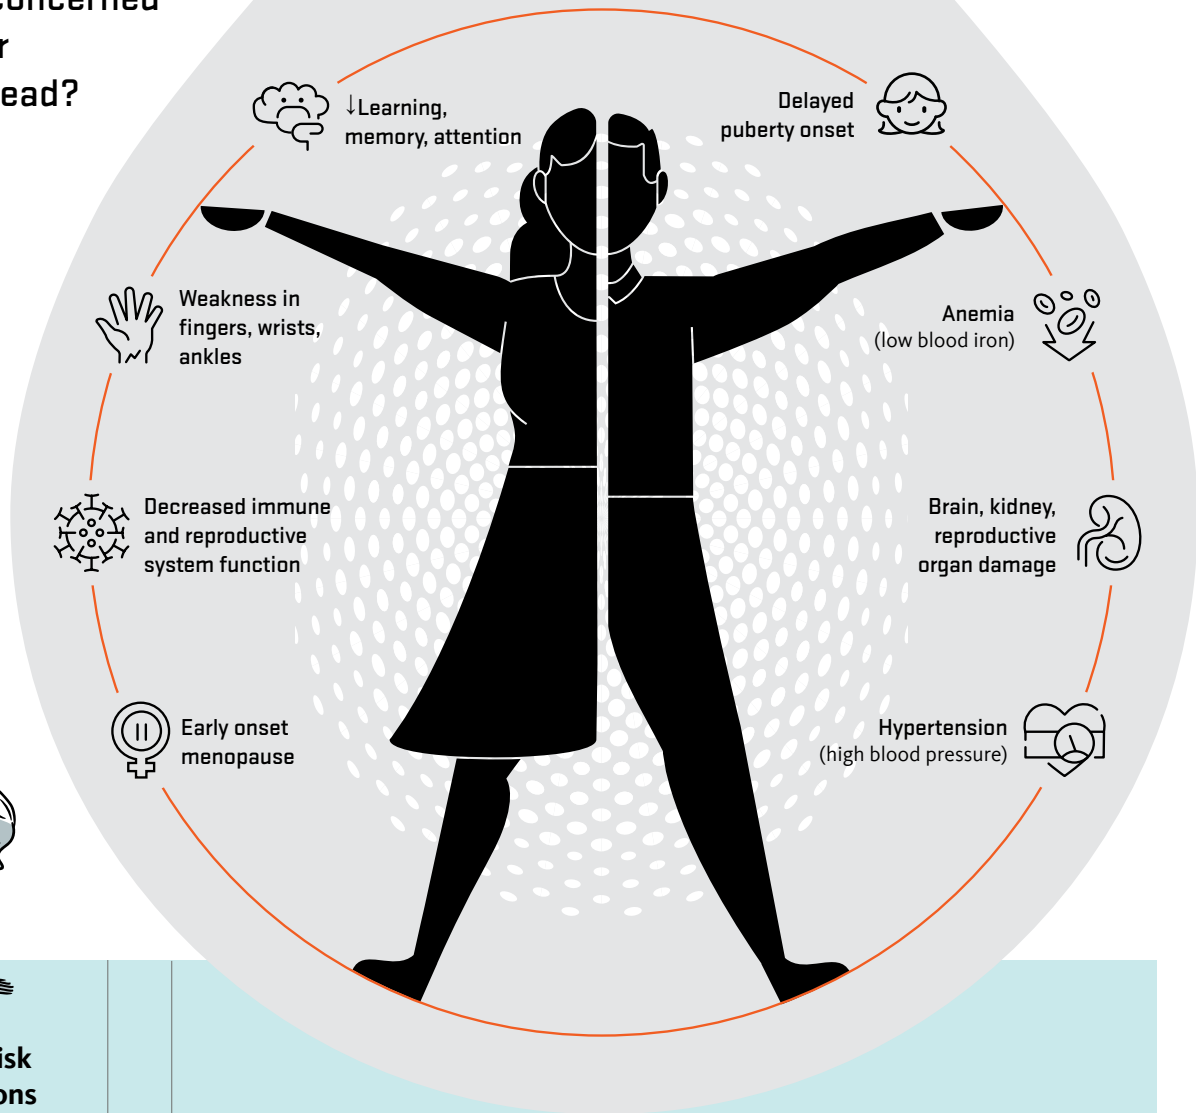 concerned
r
ead?
↓Learning,
memory, attention
Delayed
puberty onset
Weakness in
fingers, wrists,
ankles
Anemia
(low blood iron)
Decreased immune
and reproductive
system function
Brain, kidney,
reproductive
organ damage
Early onset
menopause
Hypertension
(high blood pressure)
isk
ons